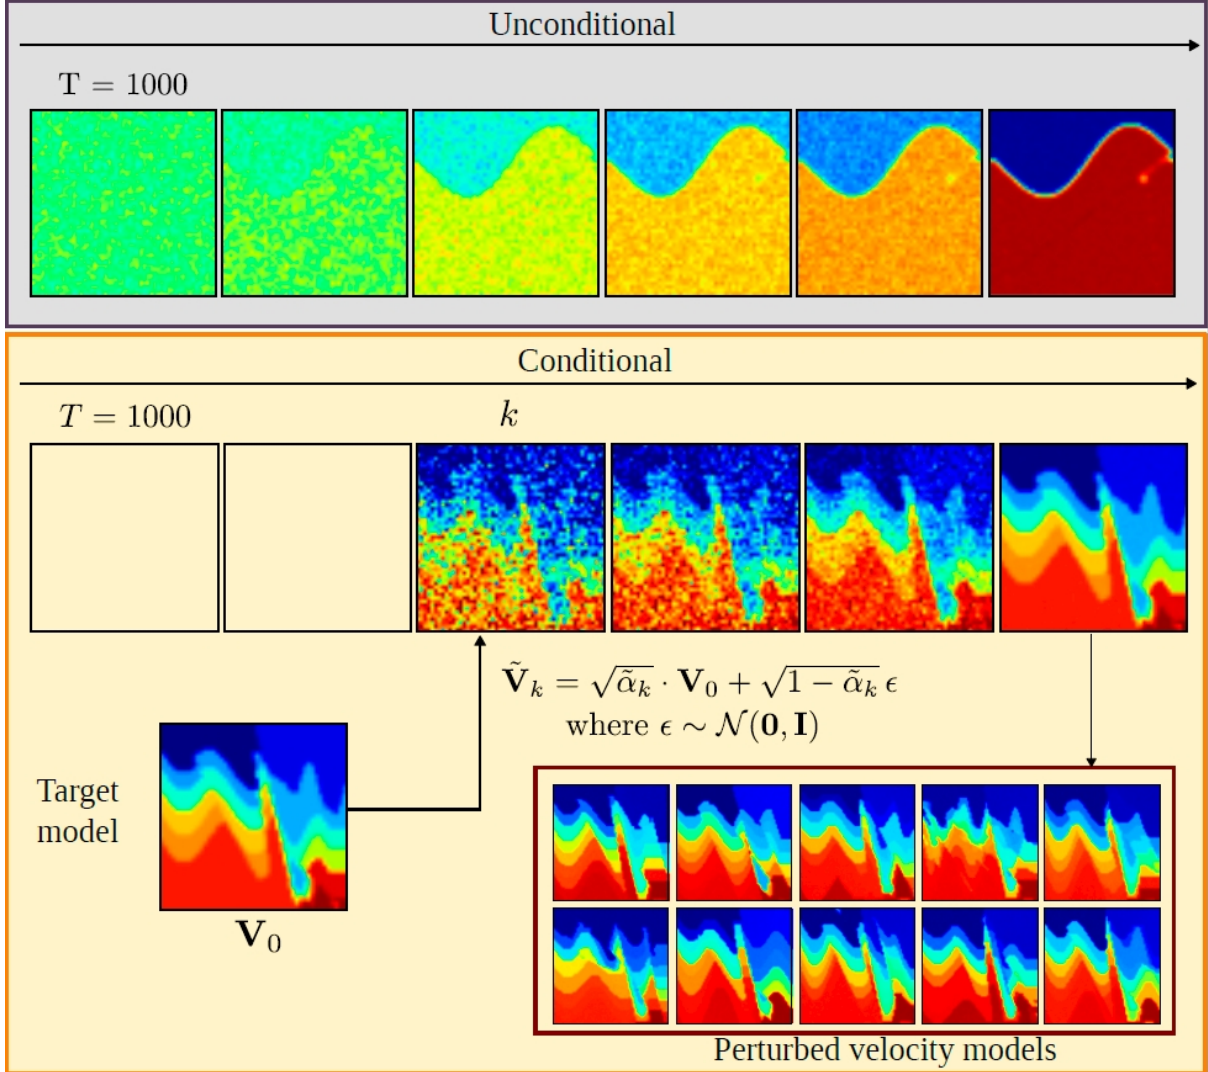 Unconditional
T = 1000
Conditional
T = 1000
k
Ṽ_k = √α̃_k · V_0 + √1 − α̃_k ϵ
where ϵ ∼ 𝒩(0, I)
Target
model
V_0
Perturbed velocity models